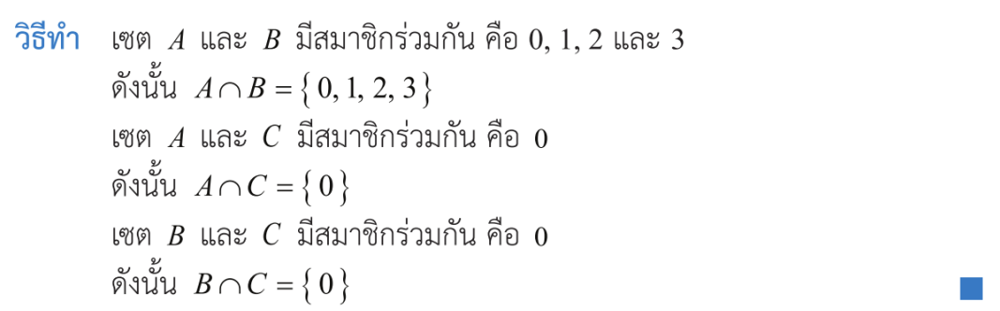 วิธีทำ เซต A และ B มีสมาชิกร่วมกัน คือ 0, 1, 2 และ 3
ดังนั้น A ∩ B = { 0, 1, 2, 3 }
เซต A และ C มีสมาชิกร่วมกัน คือ 0
ดังนั้น A ∩ C = { 0 }
เซต B และ C มีสมาชิกร่วมกัน คือ 0
ดังนั้น B ∩ C = { 0 }